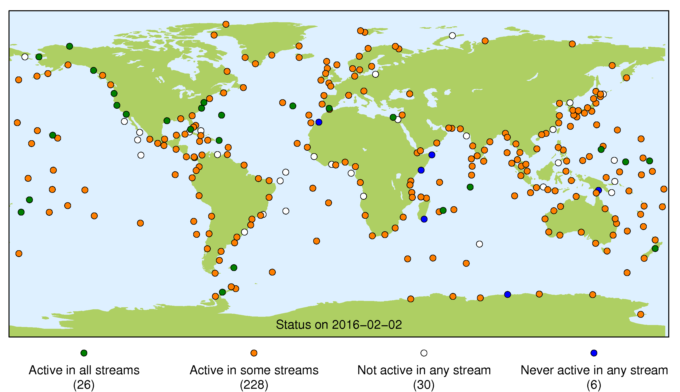 Status on 2016−02−02
Active in all streams
(26)
Active in some streams
(228)
Not active in any stream
(30)
Never active in any stream
(6)